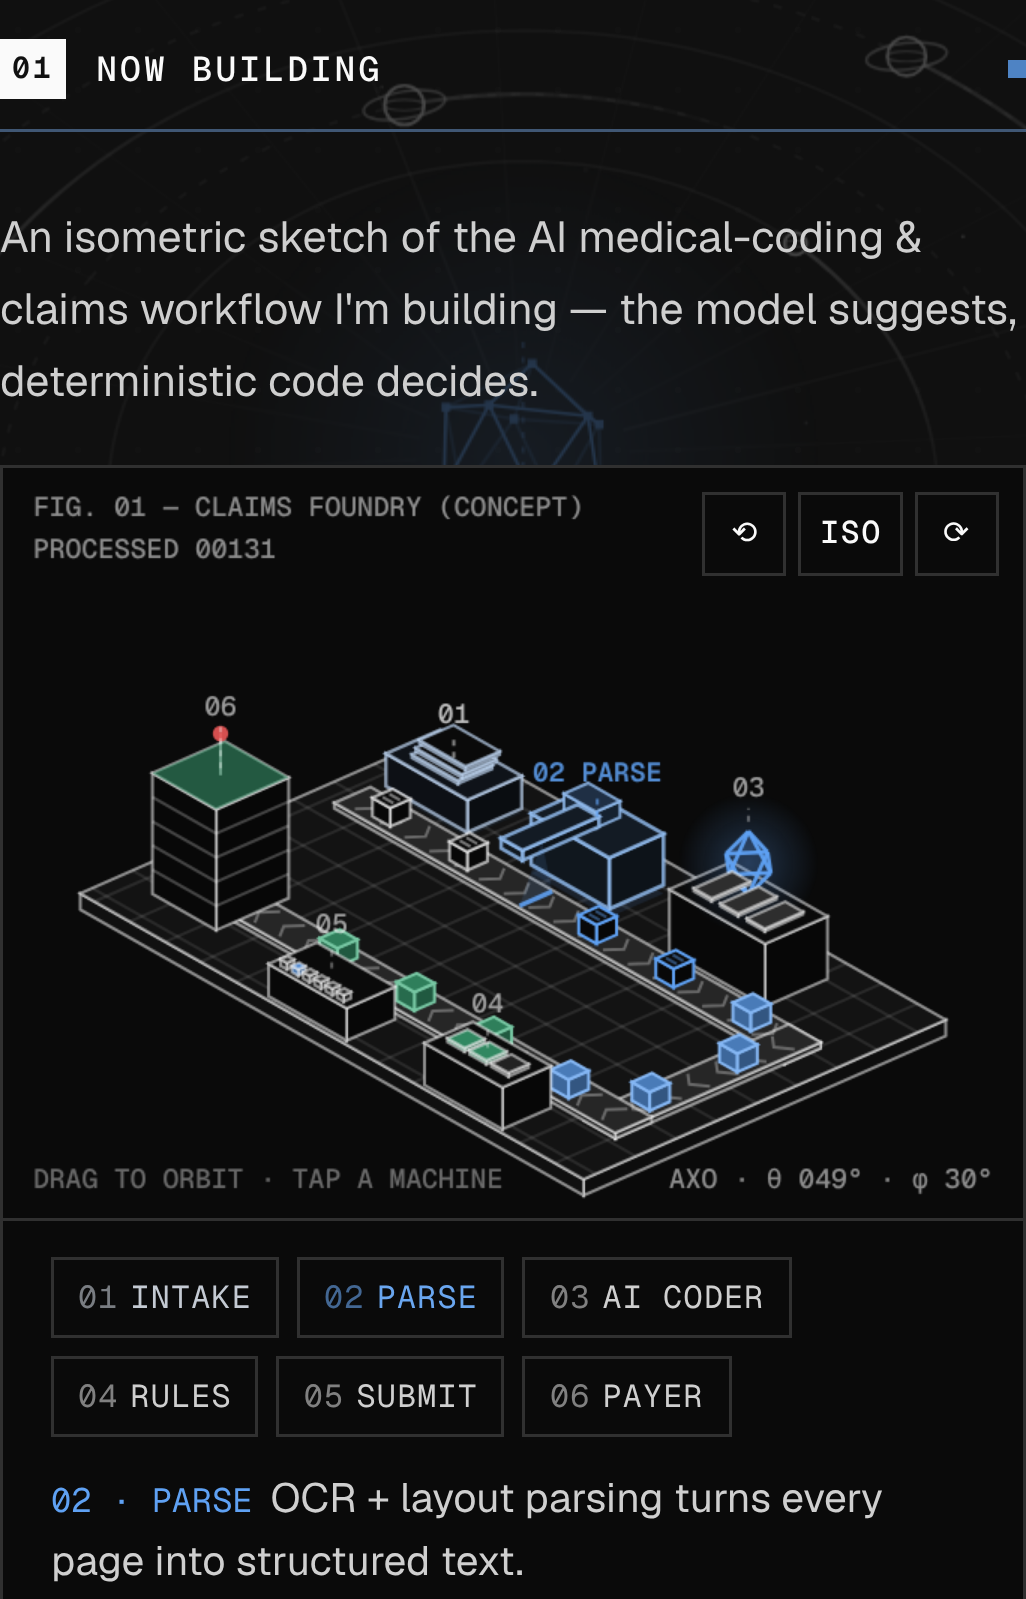 01 NOW BUILDING
An isometric sketch of the AI medical-coding &
claims workflow I'm building — the model suggests,
deterministic code decides.
FIG. 01 — CLAIMS FOUNDRY (CONCEPT)
PROCESSED 00131
⟲ ISO ⟳
06
01
02 PARSE
03
05
04
DRAG TO ORBIT · TAP A MACHINE
AXO · θ 049° · φ 30°
01 INTAKE
02 PARSE
03 AI CODER
04 RULES
05 SUBMIT
06 PAYER
02 · PARSE OCR + layout parsing turns every
page into structured text.